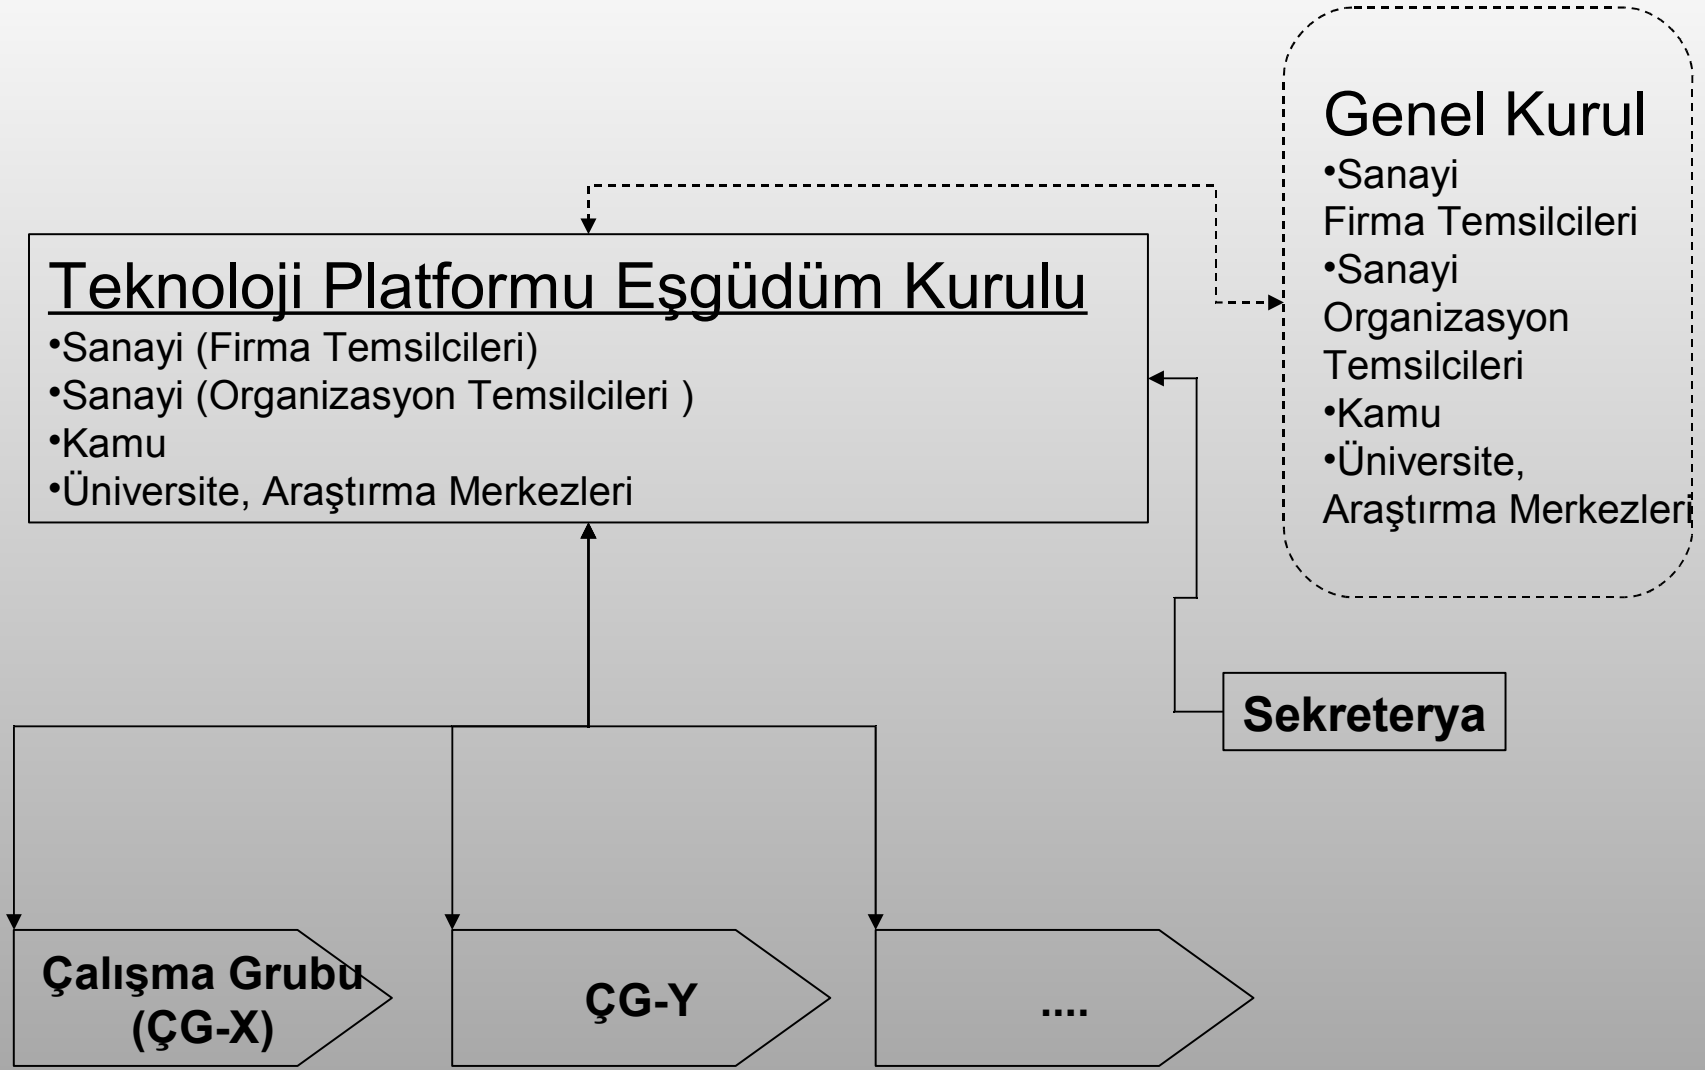 Genel Kurul
•Sanayi
Firma Temsilcileri
•Sanayi
Organizasyon
Temsilcileri
•Kamu
•Üniversite,
Araştırma Merkezleri
Teknoloji Platformu Eşgüdüm Kurulu
•Sanayi (Firma Temsilcileri)
•Sanayi (Organizasyon Temsilcileri )
•Kamu
•Üniversite, Araştırma Merkezleri
Sekreterya
Çalışma Grubu
(ÇG-X)
ÇG-Y
....